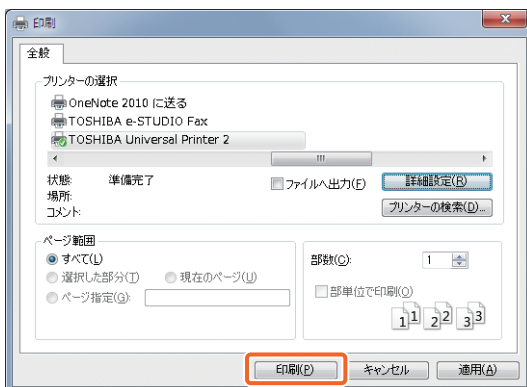 印刷
全般
プリンターの選択
OneNote 2010 に送る
TOSHIBA e-STUDIO Fax
TOSHIBA Universal Printer 2
状態: 準備完了
場所:
コメント:
ファイルへ出力(F)
詳細設定(R)
プリンターの検索(D)...
ページ範囲
すべて(L)
選択した部分(T) 現在のページ(U)
ページ指定(G):
部数(C): 1
部単位で印刷(O)
1 1 2 2 3 3
印刷(P) キャンセル 適用(A)